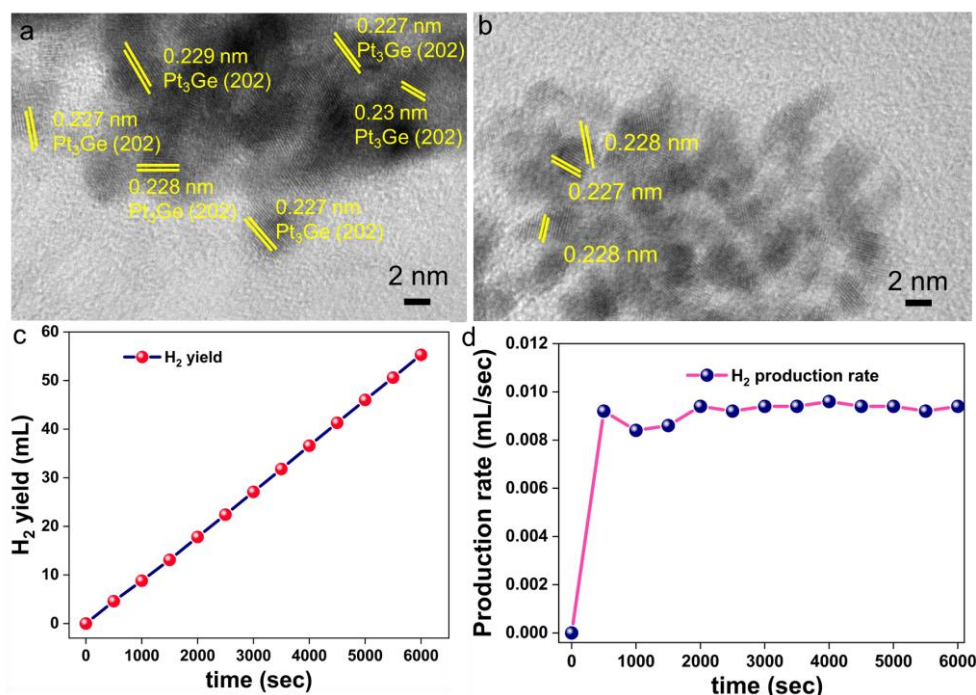 a
0.229 nm
Pt₃Ge (202)
0.227 nm
Pt₃Ge (202)
0.227 nm
Pt₃Ge (202)
0.23 nm
Pt₃Ge (202)
0.228 nm
Pt₃Ge (202)
0.227 nm
Pt₃Ge (202)
2 nm
b
0.228 nm
0.227 nm
0.228 nm
2 nm
c
H₂ yield
H₂ yield (mL)
60
50
40
30
20
10
0
0 1000 2000 3000 4000 5000 6000
time (sec)
d
H₂ production rate
Production rate (mL/sec)
0.012
0.010
0.008
0.006
0.004
0.002
0.000
0 1000 2000 3000 4000 5000 6000
time (sec)